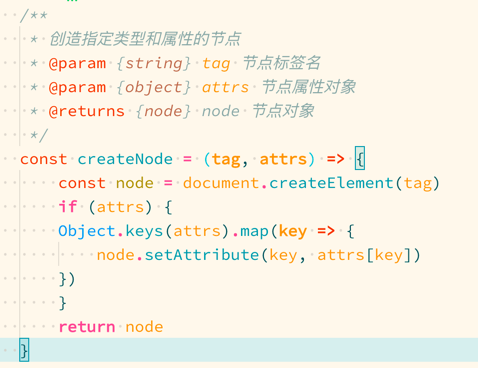 /**
 * 创造指定类型和属性的节点
 * @param {string} tag 节点标签名
 * @param {object} attrs 节点属性对象
 * @returns {node} node 节点对象
 */
const createNode = (tag, attrs) => {
    const node = document.createElement(tag)
    if (attrs) {
    Object.keys(attrs).map(key => {
        node.setAttribute(key, attrs[key])
    })
    }
    return node
}